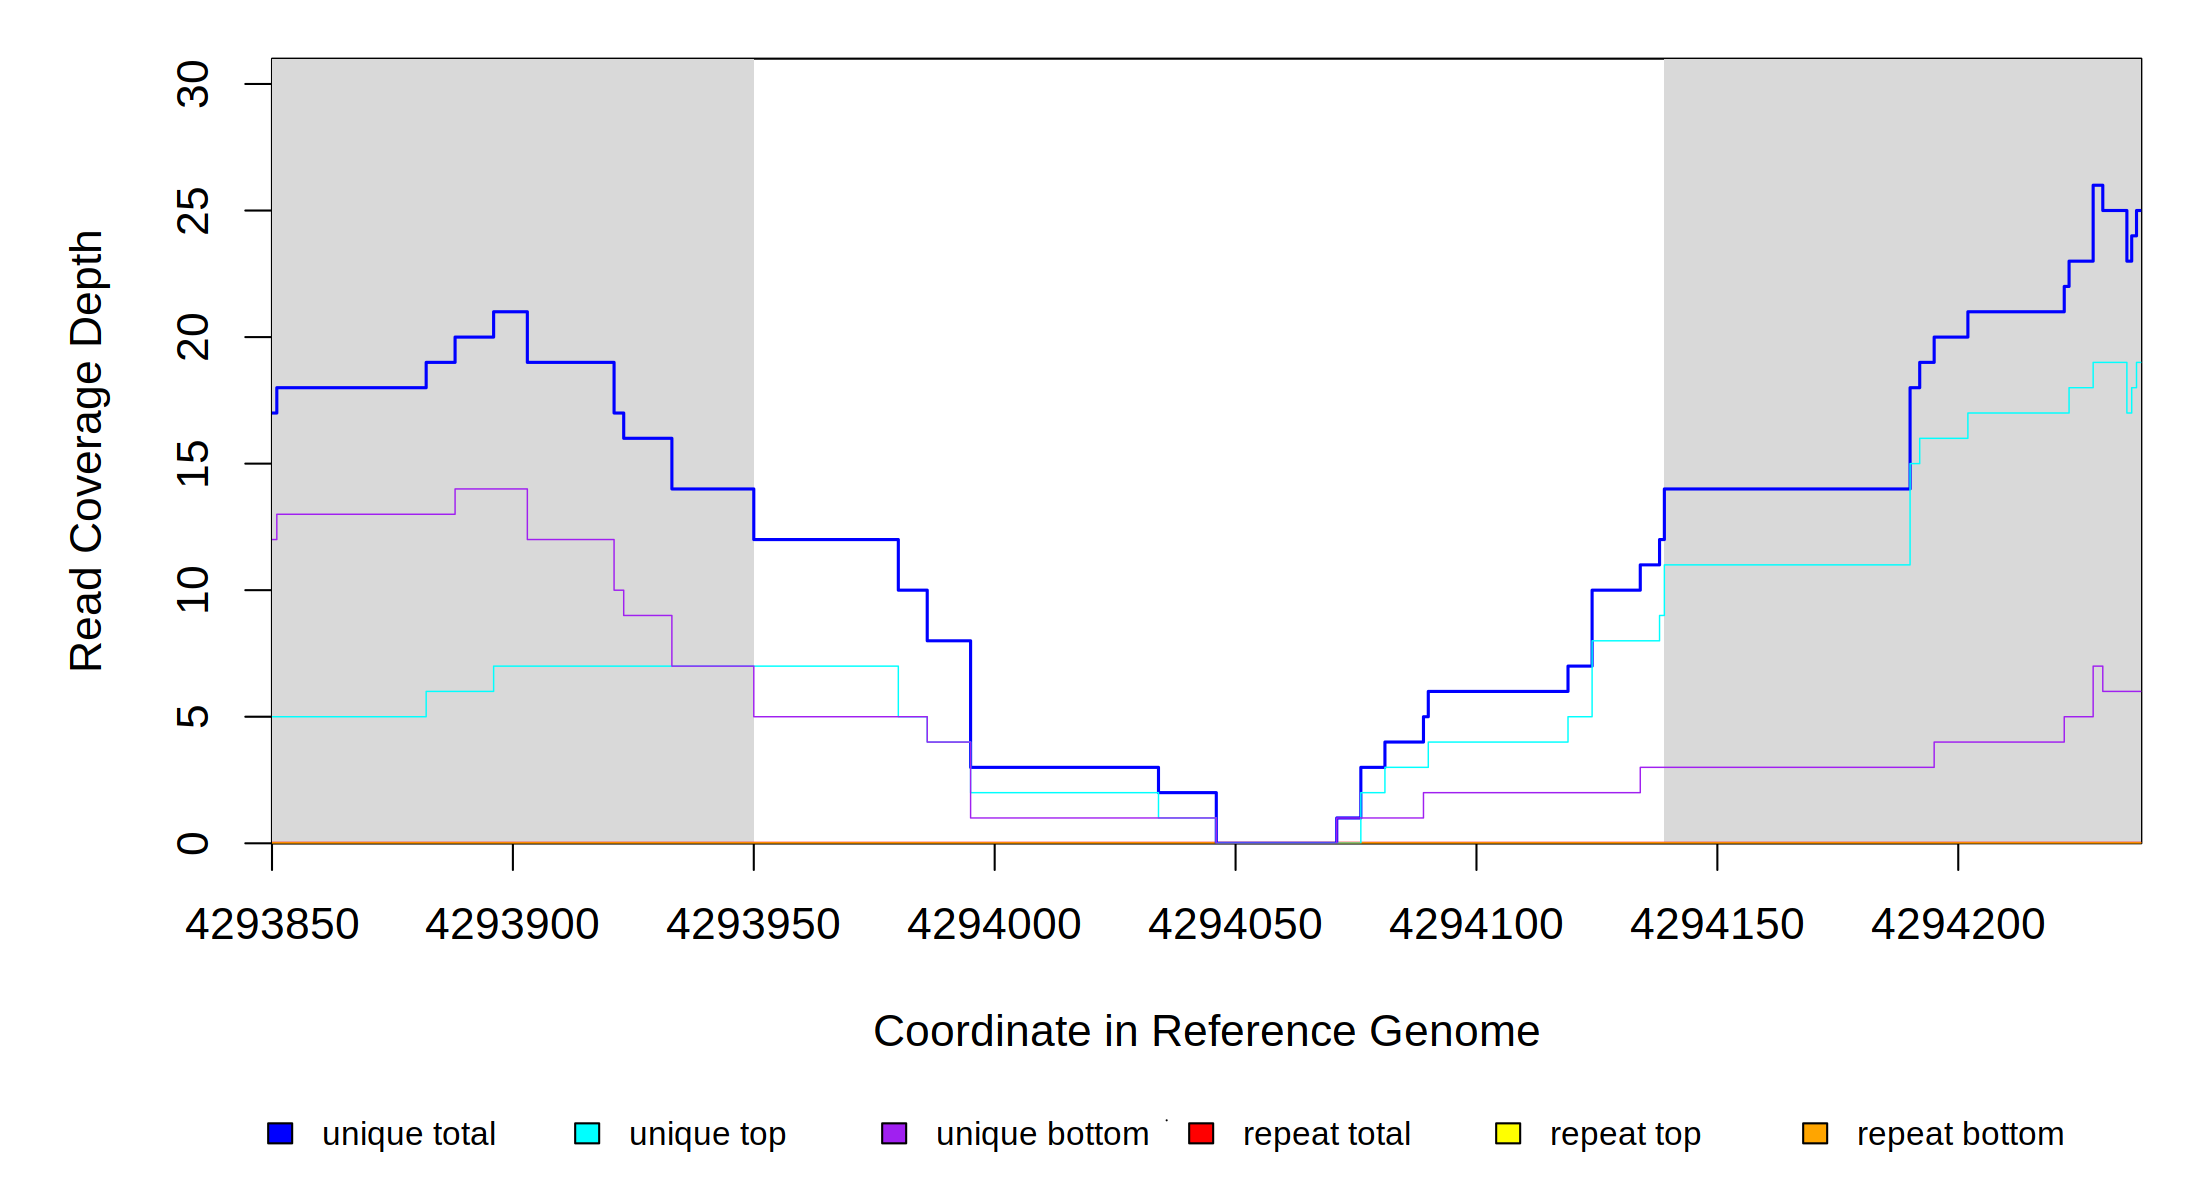 Read Coverage Depth
30
25
20
15
10
5
0
4293850 4293900 4293950 4294000 4294050 4294100 4294150 4294200
Coordinate in Reference Genome
unique total unique top unique bottom repeat total repeat top repeat bottom